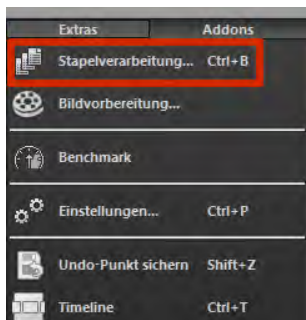 Extras Addons
Stapelverarbeitung... Ctrl+B
Bildvorbereitung...
Benchmark
Einstellungen... Ctrl+P
Undo-Punkt sichern Shift+Z
Timeline Ctrl+T